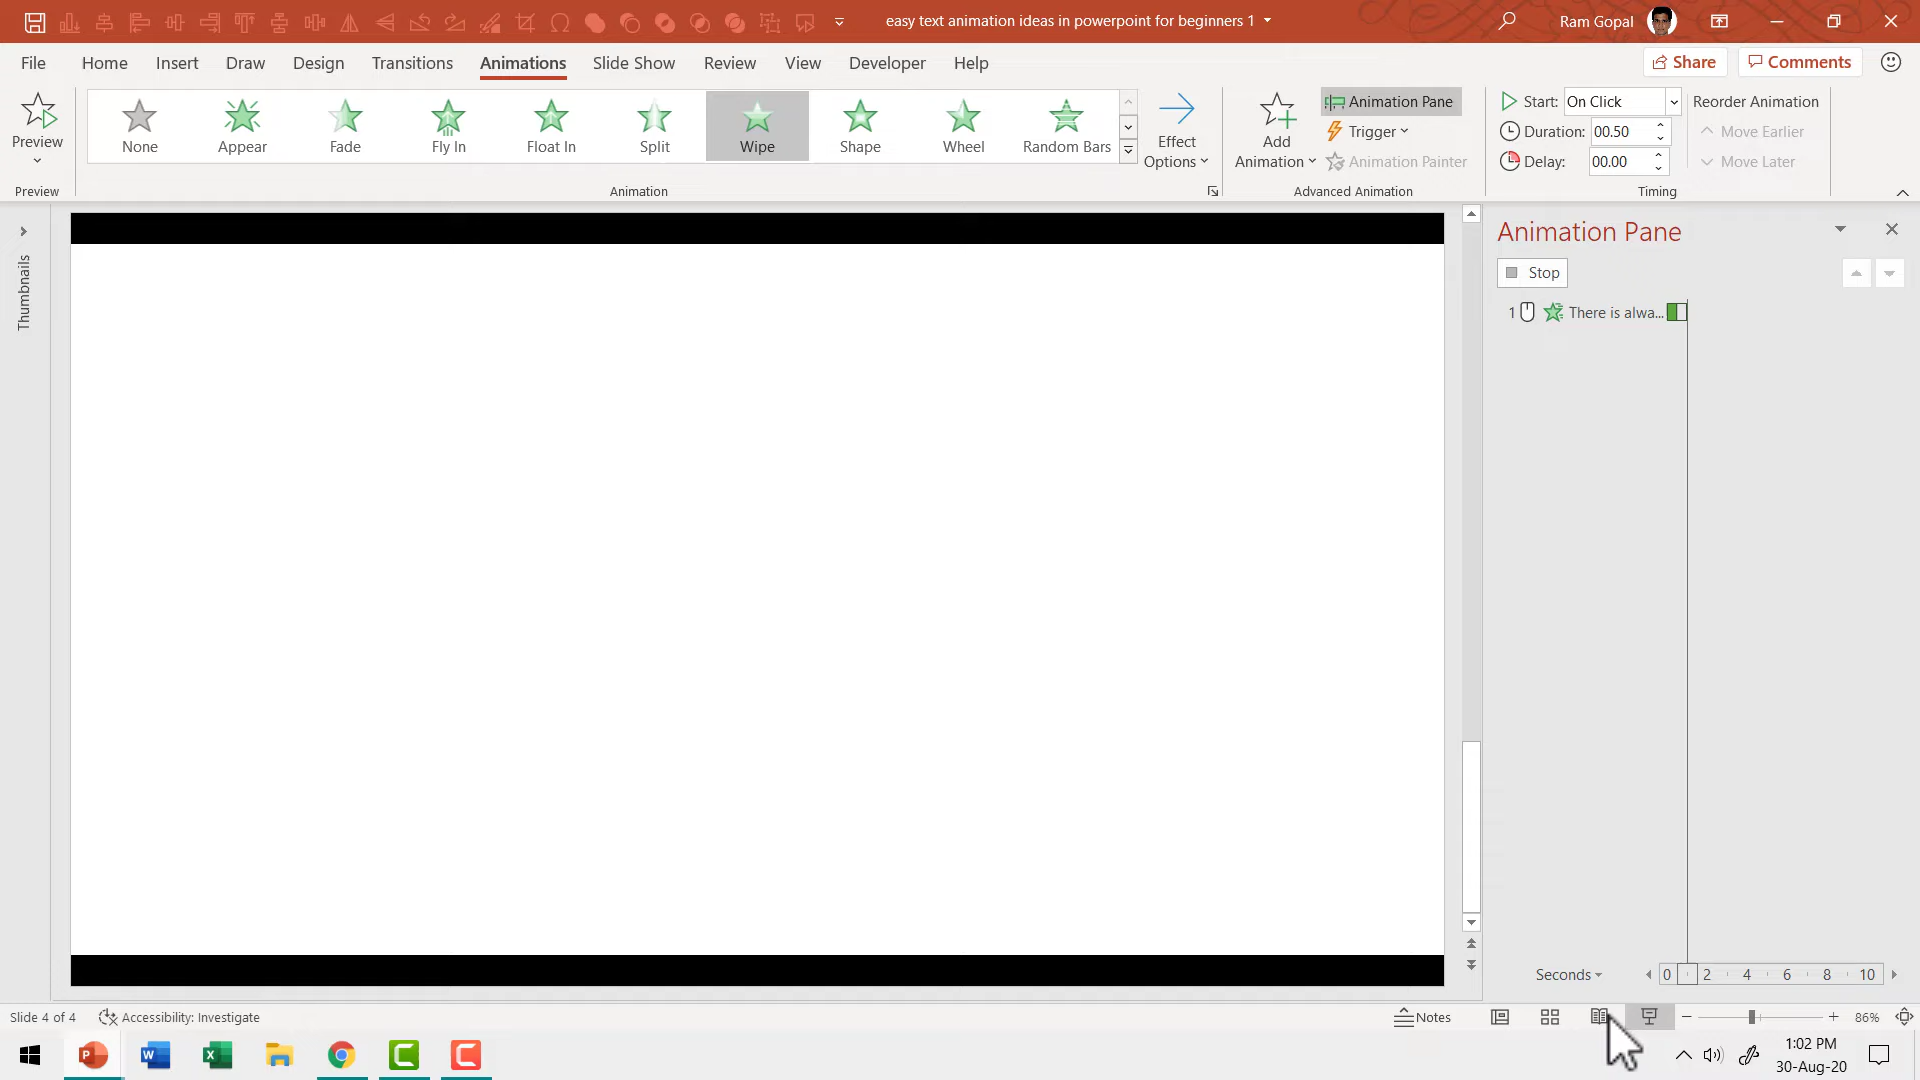 easy text animation ideas in powerpoint for beginners 1
Ram Gopal
File Home Insert Draw Design Transitions Animations Slide Show Review View Developer Help
Share Comments
Preview
None Appear Fade Fly In Float In Split Wipe Shape Wheel Random Bars
Effect Options
Add Animation
Animation Pane
Trigger
Animation Painter
Start: On Click
Duration: 00.50
Delay: 00.00
Reorder Animation
Move Earlier
Move Later
Preview Animation Advanced Animation Timing
Thumbnails
Animation Pane
Stop
1 There is alwa...
Seconds 0 2 4 6 8 10
Slide 4 of 4 Accessibility: Investigate Notes 86%
1:02 PM
30-Aug-20